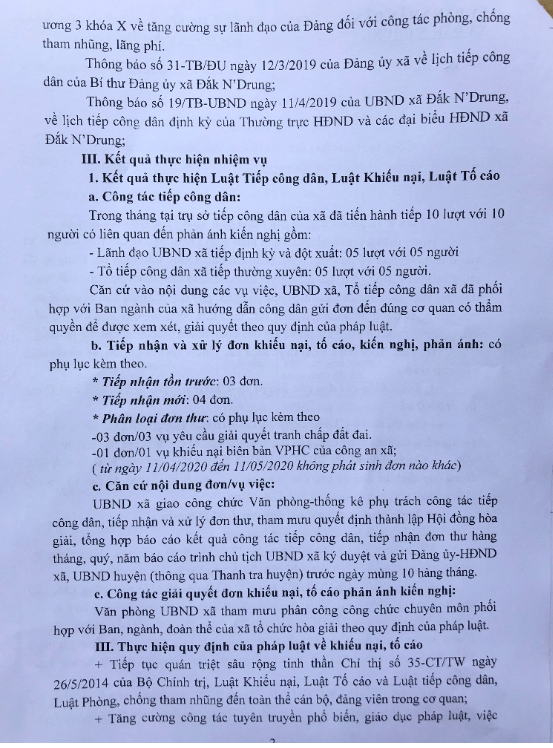 ương 3 khóa X về tăng cường sự lãnh đạo của Đảng đối với công tác phòng, chống
tham nhũng, lãng phí.
Thông báo số 31-TB/ĐU ngày 12/3/2019 của Đảng ủy xã về lịch tiếp công
dân của Bí thư Đảng ủy xã Đắk N'Drung;
Thông báo số 19/TB-UBND ngày 11/4/2019 của UBND xã Đắk N'Drung,
về lịch tiếp công dân định kỳ của Thường trực HĐND và các đại biểu HĐND xã
Đắk N'Drung;
III. Kết quả thực hiện nhiệm vụ
1. Kết quả thực hiện Luật Tiếp công dân, Luật Khiếu nại, Luật Tố cáo
a. Công tác tiếp công dân:
Trong tháng tại trụ sở tiếp công dân của xã đã tiến hành tiếp 10 lượt với 10
người có liên quan đến phản ánh kiến nghị gồm:
- Lãnh đạo UBND xã tiếp định kỳ và đột xuất: 05 lượt với 05 người
- Tổ tiếp công dân xã tiếp thường xuyên: 05 lượt với 05 người.
Căn cứ vào nội dung các vụ việc, UBND xã, Tổ tiếp công dân xã đã phối
hợp với Ban ngành của xã hướng dẫn công dân gửi đơn đến đúng cơ quan có thẩm
quyền để được xem xét, giải quyết theo quy định của pháp luật.
b. Tiếp nhận và xử lý đơn khiếu nại, tố cáo, kiến nghị, phản ánh: có
phụ lục kèm theo.
* Tiếp nhận tồn trước: 03 đơn.
* Tiếp nhận mới: 04 đơn.
* Phân loại đơn thư: có phụ lục kèm theo
-03 đơn/03 vụ yêu cầu giải quyết tranh chấp đất đai.
-01 đơn/01 vụ khiếu nại biên bản VPHC của công an xã;
( từ ngày 11/04/2020 đến 11/05/2020 không phát sinh đơn nào khác)
c. Căn cứ nội dung đơn/vụ việc:
UBND xã giao công chức Văn phòng-thống kê phụ trách công tác tiếp
công dân, tiếp nhận và xử lý đơn thư, tham mưu quyết định thành lập Hội đồng hòa
giải, tổng hợp báo cáo kết quả công tác tiếp công dân, tiếp nhận đơn thư hàng
tháng, quý, năm báo cáo trình chủ tịch UBND xã ký duyệt và gửi Đảng ủy-HĐND
xã, UBND huyện (thông qua Thanh tra huyện) trước ngày mùng 10 hàng tháng.
c. Công tác giải quyết đơn khiếu nại, tố cáo phản ánh kiến nghị:
Văn phòng UBND xã tham mưu phân công công chức chuyên môn phối
hợp với Ban, ngành, đoàn thể của xã tổ chức hòa giải theo quy định của pháp luật.
III. Thực hiện quy định của pháp luật về khiếu nại, tố cáo
+ Tiếp tục quán triệt sâu rộng tinh thần Chỉ thị số 35-CT/TW ngày
26/5/2014 của Bộ Chính trị, Luật Khiếu nại, Luật Tố cáo và Luật tiếp công dân,
Luật Phòng, chống tham nhũng đến toàn thể cán bộ, đảng viên trong cơ quan;
+ Tăng cường công tác tuyên truyền phổ biến, giáo dục pháp luật, việc
2